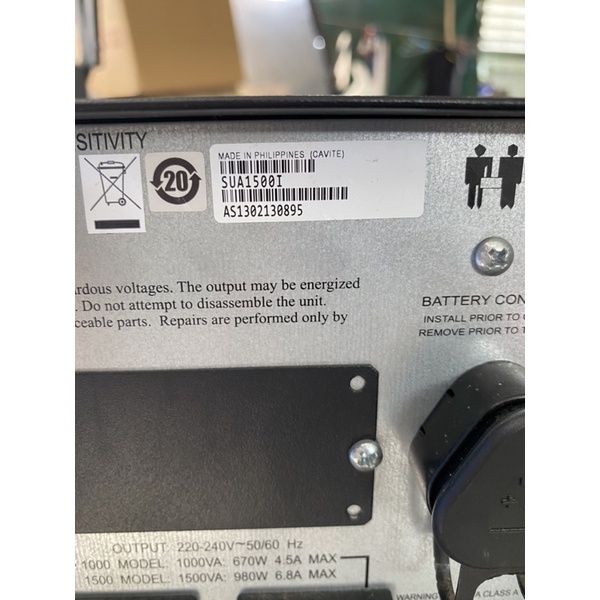 SITIVITY
20
MADE IN PHILIPPINES (CAVITE)
SUA1500I
AS1302130895
rdous voltages. The output may be energized
. Do not attempt to disassemble the unit.
ceable parts. Repairs are performed only by
BATTERY CON
INSTALL PRIOR TO
REMOVE PRIOR TO T
OUTPUT 220-240V~50/60 Hz
1000 MODEL: 1000VA: 670W 4.5A MAX
1500 MODEL: 1500VA: 980W 6.8A MAX
WARNING
A CLASS A